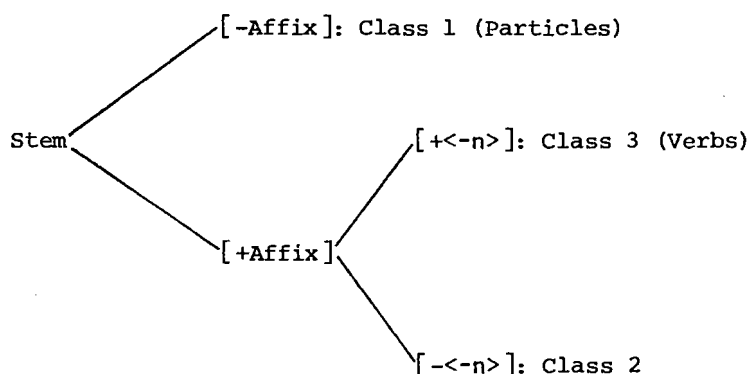 [-Affix]: Class 1 (Particles)
Stem
[+<-n>]: Class 3 (Verbs)
[+Affix]
[-<-n>]: Class 2